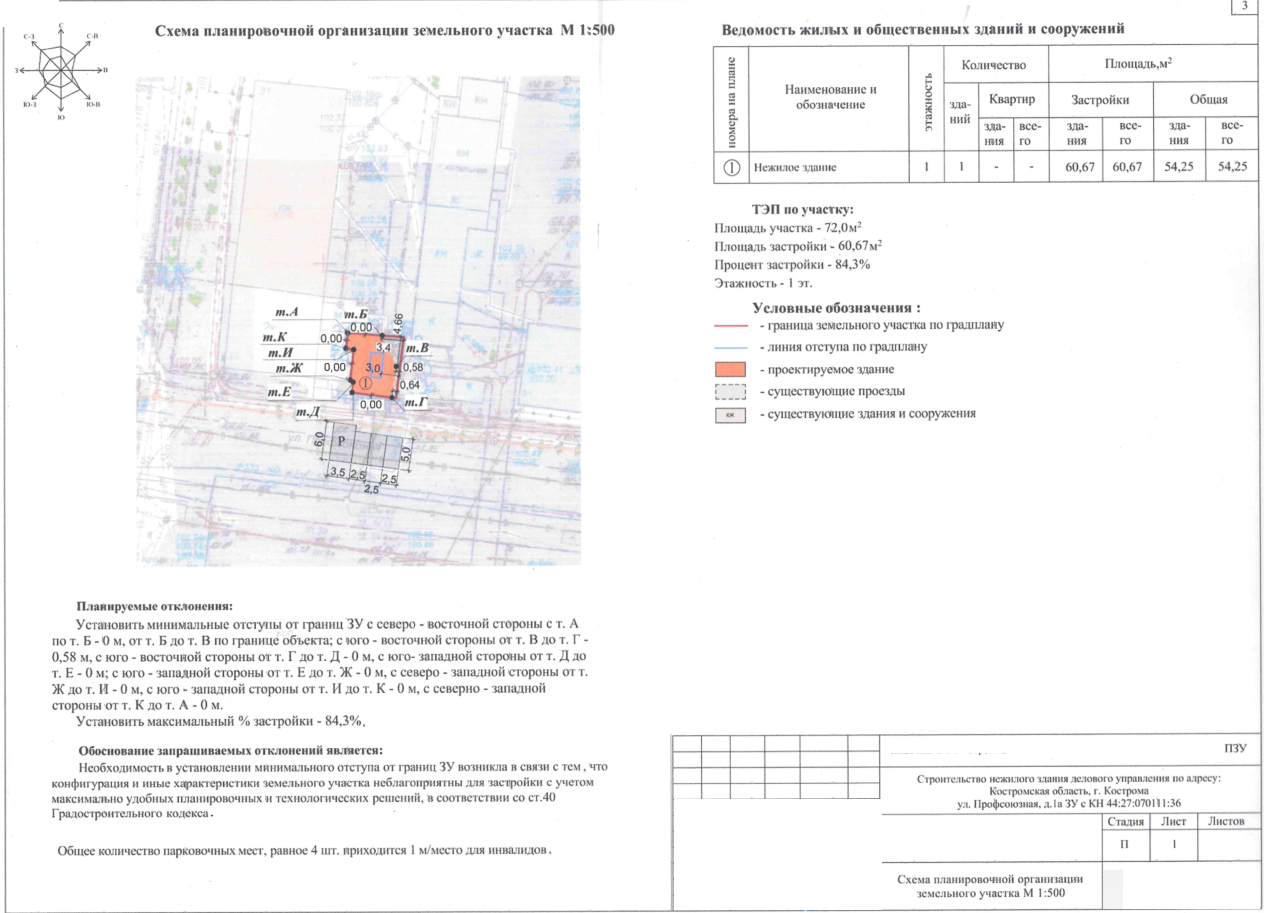 3
Схема планировочной организации земельного участка М 1:500
С
С-З
С-В
З
В
Ю-З
Ю-В
Ю
т.А
т.Б
0,00
4,66
т.К
0,00
3,4
т.В
т.И
0,00
3,0
0,58
т.Ж
1
0,64
т.Е
0,00
т.Г
т.Д
6,0
Р
5,0
3,5
2,5
2,5
2,5
Ведомость жилых и общественных зданий и сооружений
номера на плане
Наименование и
обозначение
этажность
Количество
Площадь,м²
зда-
ний
Квартир
Застройки
Общая
зда-
ния
все-
го
зда-
ния
все-
го
зда-
ния
все-
го
1 Нежилое здание 1 1 - - 60,67 60,67 54,25 54,25
ТЭП по участку:
Площадь участка - 72,0м²
Площадь застройки - 60,67м²
Процент застройки - 84,3%
Этажность - 1 эт.
Условные обозначения :
- граница земельного участка по градплану
- линия отступа по градплану
- проектируемое здание
- существующие проезды
кж - существующие здания и сооружения
Планируемые отклонения:
Установить минимальные отступы от границ ЗУ с северо - восточной стороны с т. А
по т. Б - 0 м, от т. Б до т. В по границе объекта; с юго - восточной стороны от т. В до т. Г -
0,58 м, с юго - восточной стороны от т. Г до т. Д - 0 м, с юго- западной стороны от т. Д до
т. Е - 0 м; с юго - западной стороны от т. Е до т. Ж - 0 м, с северо - западной стороны от т.
Ж до т. И - 0 м, с юго - западной стороны от т. И до т. К - 0 м, с северно - западной
стороны от т. К до т. А - 0 м.
Установить максимальный % застройки - 84,3%.
Обоснование запрашиваемых отклонений является:
Необходимость в установлении минимального отступа от границ ЗУ возникла в связи с тем , что
конфигурация и иные характеристики земельного участка неблагоприятны для застройки с учетом
максимально удобных планировочных и технологических решений, в соответствии со ст.40
Градостроительного кодекса.
Общее количество парковочных мест, равное 4 шт. приходится 1 м/место для инвалидов.
ПЗУ
Строительство нежилого здания делового управления по адресу:
Костромская область, г. Кострома
ул. Профсоюзная, д.1а ЗУ с КН 44:27:070111:36
Стадия Лист Листов
П 1
Схема планировочной организации
земельного участка М 1:500